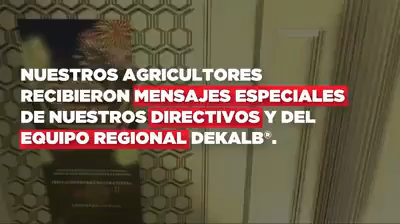 NUESTROS AGRICULTORES
RECIBIERON MENSAJES ESPECIALES
DE NUESTROS DIRECTIVOS Y DEL
EQUIPO REGIONAL DEKALB®.